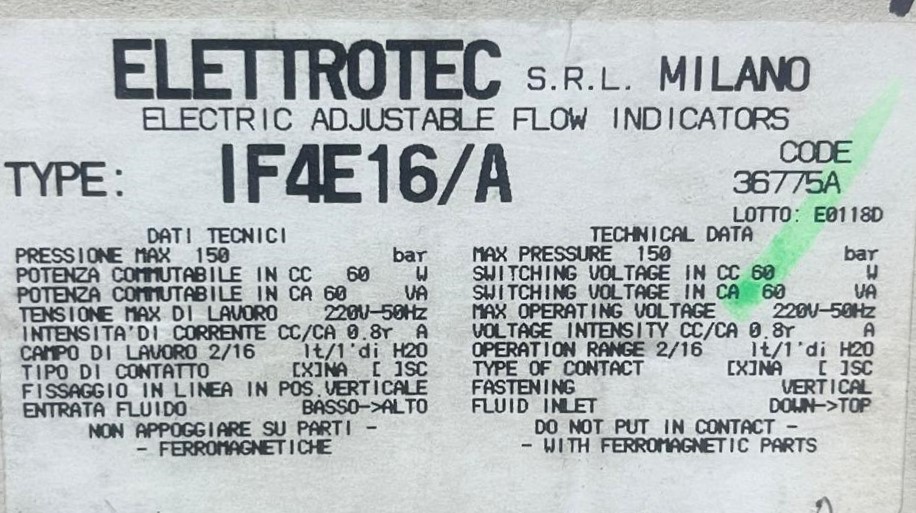 ELETTROTEC S.R.L. MILANO
ELECTRIC ADJUSTABLE FLOW INDICATORS
TYPE: IF4E16/A
CODE
36775A
LOTTO: E0118D
DATI TECNICI
PRESSIONE MAX 150 bar
POTENZA COMMUTABILE IN CC 60 W
POTENZA COMMUTABILE IN CA 60 VA
TENSIONE MAX DI LAVORO 220V-50Hz
INTENSITA'DI CORRENTE CC/CA 0.8r A
CAMPO DI LAVORO 2/16 lt/1'di H2O
TIPO DI CONTATTO [X]NA [ ]SC
FISSAGGIO IN LINEA IN POS.VERTICALE
ENTRATA FLUIDO BASSO->ALTO
NON APPOGGIARE SU PARTI -
- FERROMAGNETICHE
TECHNICAL DATA
MAX PRESSURE 150 bar
SWITCHING VOLTAGE IN CC 60 W
SWITCHING VOLTAGE IN CA 60 VA
MAX OPERATING VOLTAGE 220V-50Hz
VOLTAGE INTENSITY CC/CA 0.8r A
OPERATION RANGE 2/16 lt/1'di H2O
TYPE OF CONTACT [X]NA [ ]SC
FASTENING VERTICAL
FLUID INLET DOWN->TOP
DO NOT PUT IN CONTACT -
- WITH FERROMAGNETIC PARTS